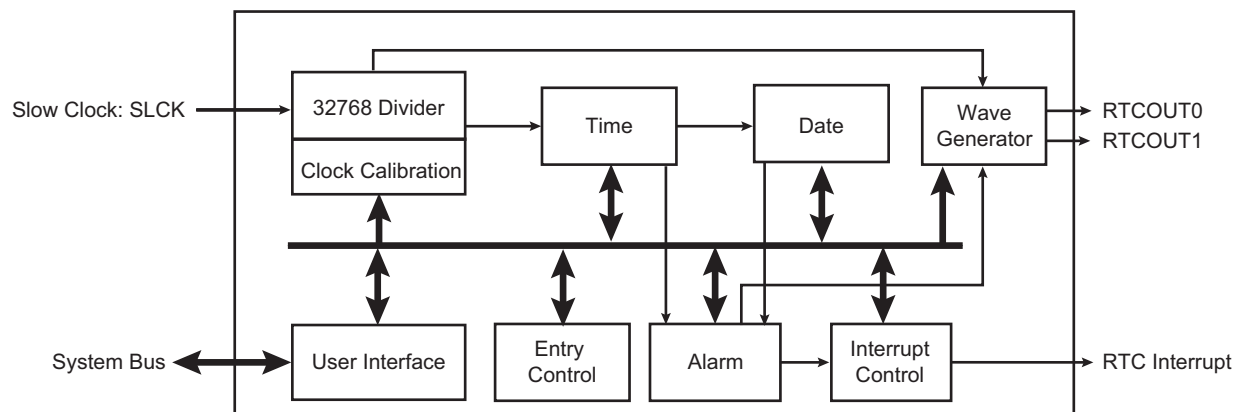 Slow Clock: SLCK
32768 Divider
Clock Calibration
Time
Date
Wave
Generator
RTCOUT0
RTCOUT1
System Bus
User Interface
Entry
Control
Alarm
Interrupt
Control
RTC Interrupt